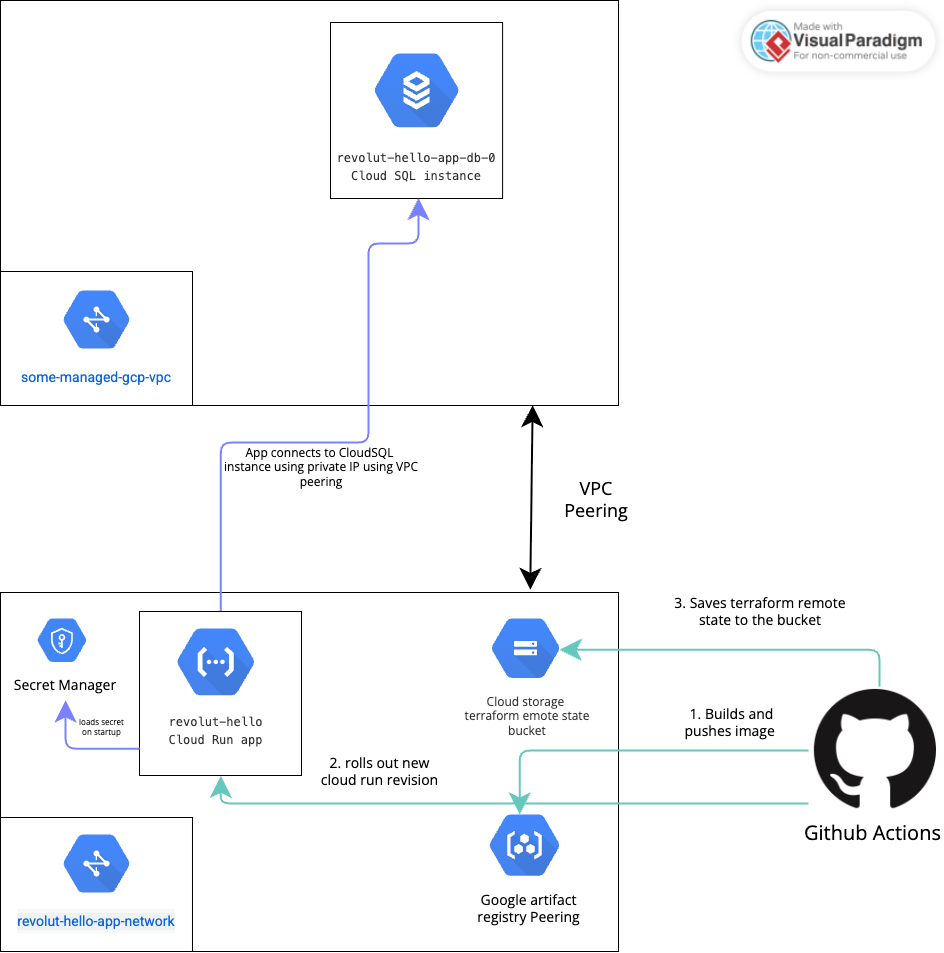 Made with
VisualParadigm
For non-commercial use
revolut-hello-app-db-0
Cloud SQL instance
some-managed-gcp-vpc
App connects to CloudSQL
instance using private IP using VPC
peering
VPC
Peering
3. Saves terraform remote
state to the bucket
Secret Manager
loads secret
on startup
revolut-hello
Cloud Run app
Cloud storage
terraform emote state
bucket
1. Builds and
pushes image
2. rolls out new
cloud run revision
Github Actions
Google artifact
registry Peering
revolut-hello-app-network